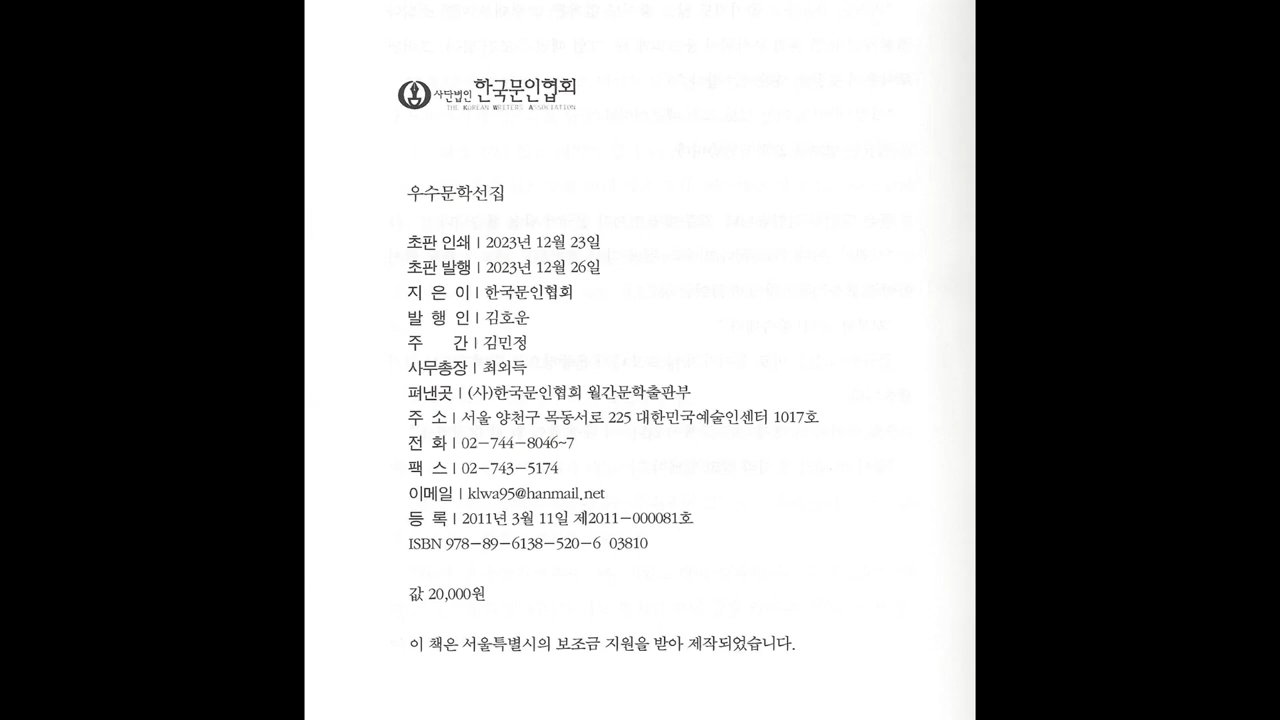 사단법인 한국문인협회
THE KOREAN WRITERS ASSOCIATION
우수문학선집
초판 인쇄 | 2023년 12월 23일
초판 발행 | 2023년 12월 26일
지 은 이 | 한국문인협회
발 행 인 | 김호운
주 간 | 김민정
사무총장 | 최외득
펴낸곳 | (사)한국문인협회 월간문학출판부
주 소 | 서울 양천구 목동서로 225 대한민국예술인센터 1017호
전 화 | 02-744-8046~7
팩 스 | 02-743-5174
이메일 | klwa95@hanmail.net
등 록 | 2011년 3월 11일 제2011-000081호
ISBN 978-89-6138-520-6 03810
값 20,000원
이 책은 서울특별시의 보조금 지원을 받아 제작되었습니다.